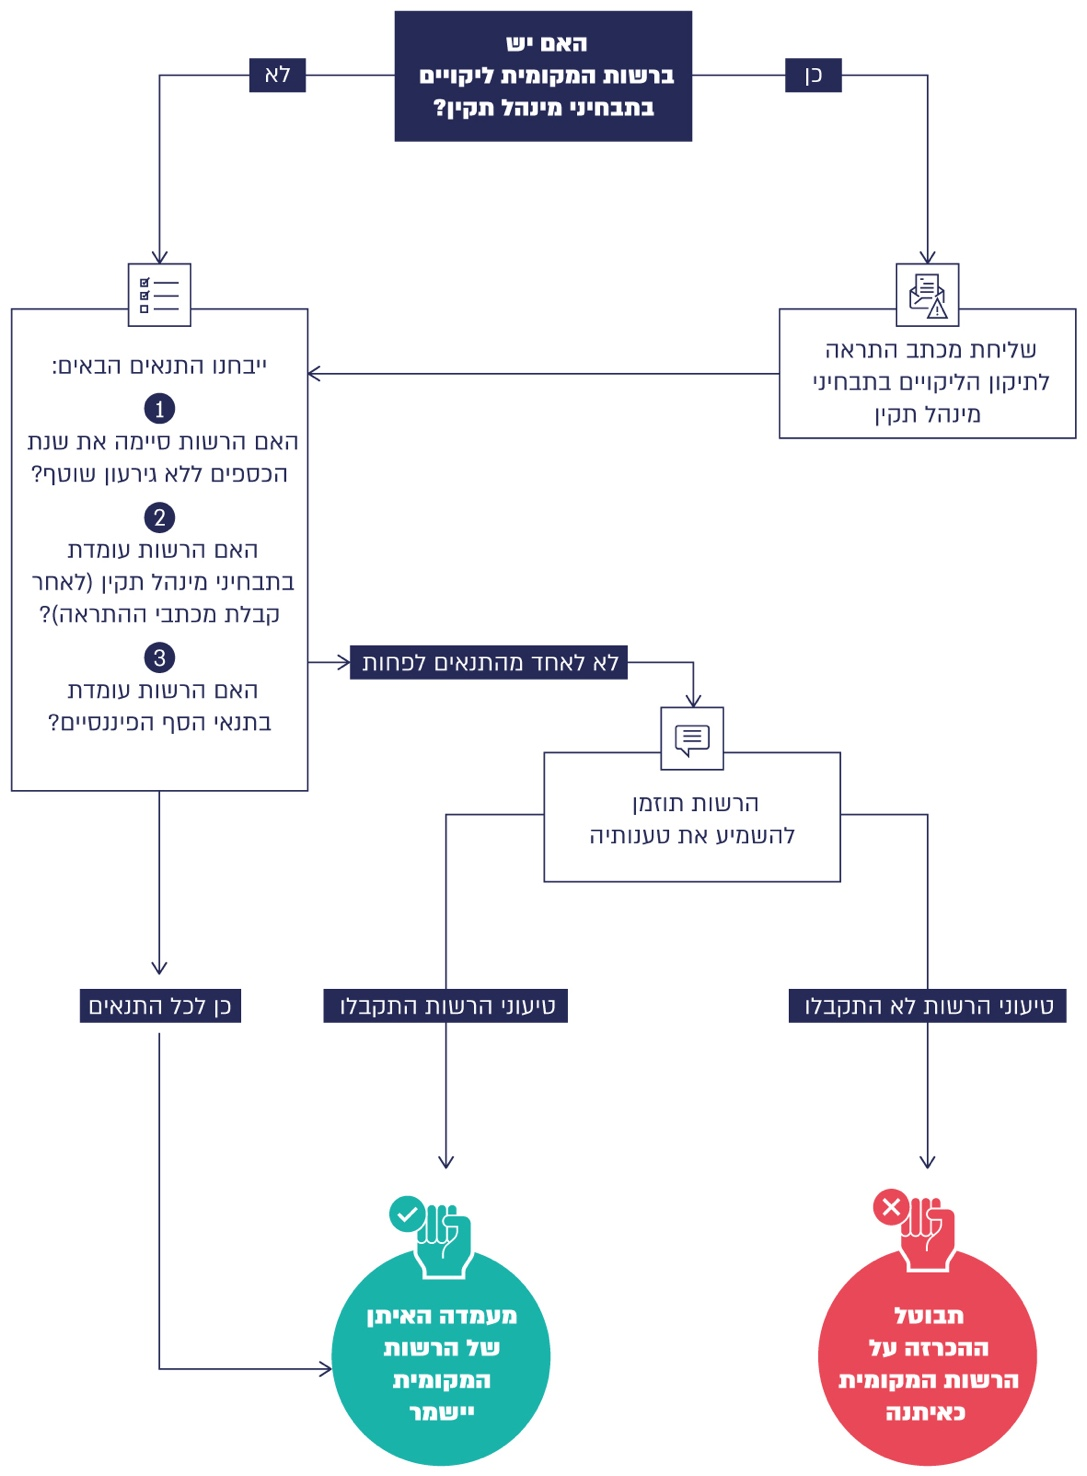 האם יש
ברשות המקומית ליקויים
בתבחיני מינהל תקין?
כן
לא
שליחת מכתב התראה
לתיקון הליקויים בתבחיני
מינהל תקין
ייבחנו התנאים הבאים:
1
האם הרשות סיימה את שנת
הכספים ללא גירעון שוטף?
2
האם הרשות עומדת
בתבחיני מינהל תקין (לאחר
קבלת מכתבי ההתראה)?
3
האם הרשות עומדת
בתנאי הסף הפיננסיים?
לא לאחד מהתנאים לפחות
הרשות תוזמן
להשמיע את טענותיה
טיעוני הרשות לא התקבלו
טיעוני הרשות התקבלו
כן לכל התנאים
תבוטל
ההכרזה על
הרשות המקומית
כאיתנה
מעמדה האיתן
של הרשות
המקומית
יישמר